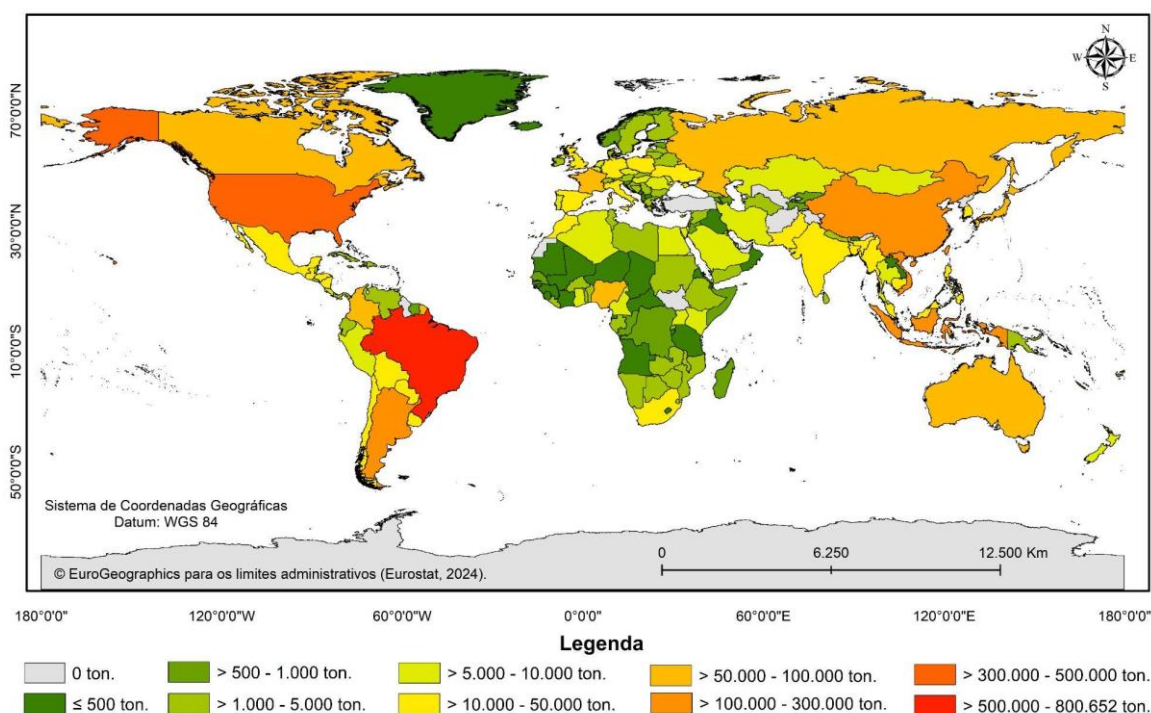 N
W E
S
70°0'0"N
30°0'0"N
10°0'0"S
50°0'0"S
Sistema de Coordenadas Geográficas
Datum: WGS 84
0 6.250 12.500 Km
© EuroGeographics para os limites administrativos (Eurostat, 2024).
180°0'0" 120°0'0"W 60°0'0"W 0°0'0" 60°0'0"E 120°0'0"E 180°0'0"
Legenda
0 ton. > 500 - 1.000 ton. > 5.000 - 10.000 ton. > 50.000 - 100.000 ton. > 300.000 - 500.000 ton.
≤ 500 ton. > 1.000 - 5.000 ton. > 10.000 - 50.000 ton. > 100.000 - 300.000 ton. > 500.000 - 800.652 ton.